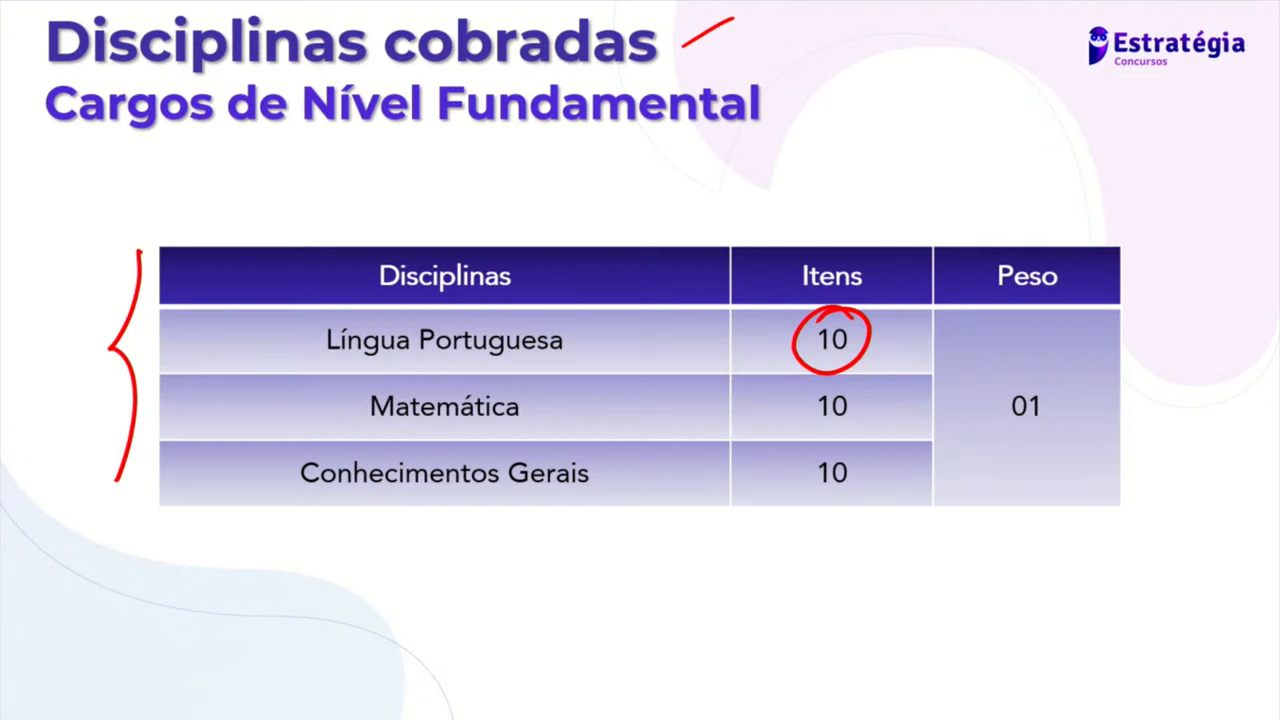 Disciplinas cobradas
Cargos de Nível Fundamental
Estratégia
Concursos
Disciplinas Itens Peso
Língua Portuguesa 10
Matemática 10 01
Conhecimentos Gerais 10